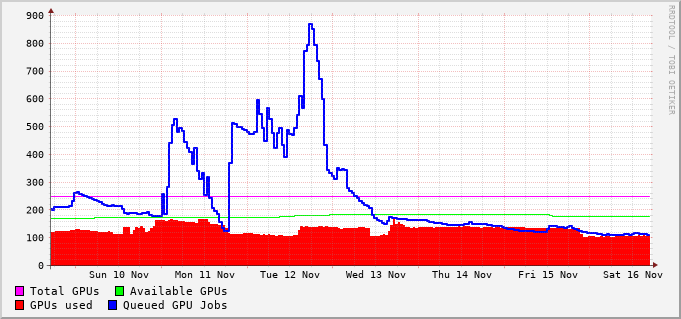 900
800
700
600
500
400
300
200
100
0
Sun 10 Nov Mon 11 Nov Tue 12 Nov Wed 13 Nov Thu 14 Nov Fri 15 Nov Sat 16 Nov
Total GPUs Available GPUs
GPUs used Queued GPU Jobs
RRDTOOL / TOBI OETIKER